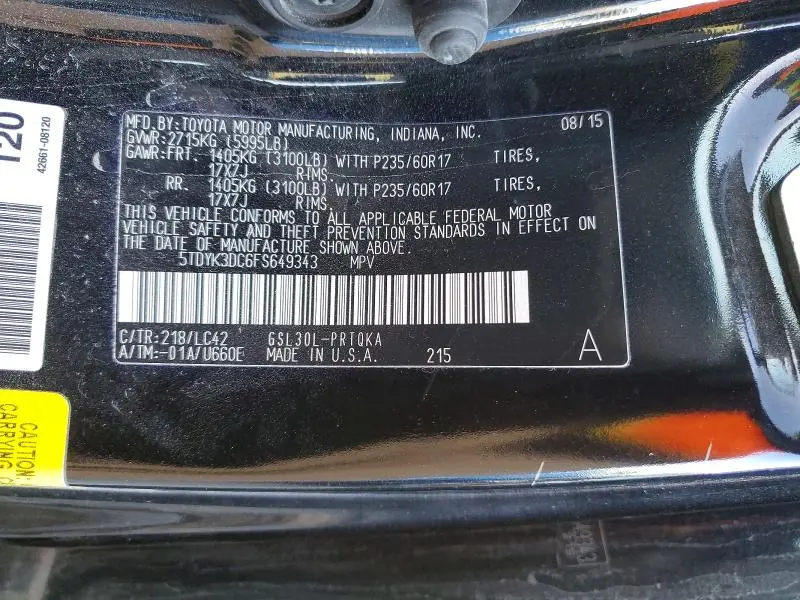 MFD.BY:TOYOTA MOTOR MANUFACTURING, INDIANA, INC. 08/15
GVWR:2715KG (5995LB)
GAWR:FRT. 1405KG (3100LB) WITH P235/60R17 TIRES,
17X7J RIMS.
RR. 1405KG (3100LB) WITH P235/60R17 TIRES,
17X7J RIMS.
THIS VEHICLE CONFORMS TO ALL APPLICABLE FEDERAL MOTOR
VEHICLE SAFETY AND THEFT PREVENTION STANDARDS IN EFFECT ON
THE DATE OF MANUFACTURE SHOWN ABOVE.
5TDYK3DC6FS649343 MPV
C/TR:218/LC42 GSL30L-PRTQKA
A/TM:-01A/U660E MADE IN U.S.A. 215 A
120
42661-08120
CAUTION:
CARRYING